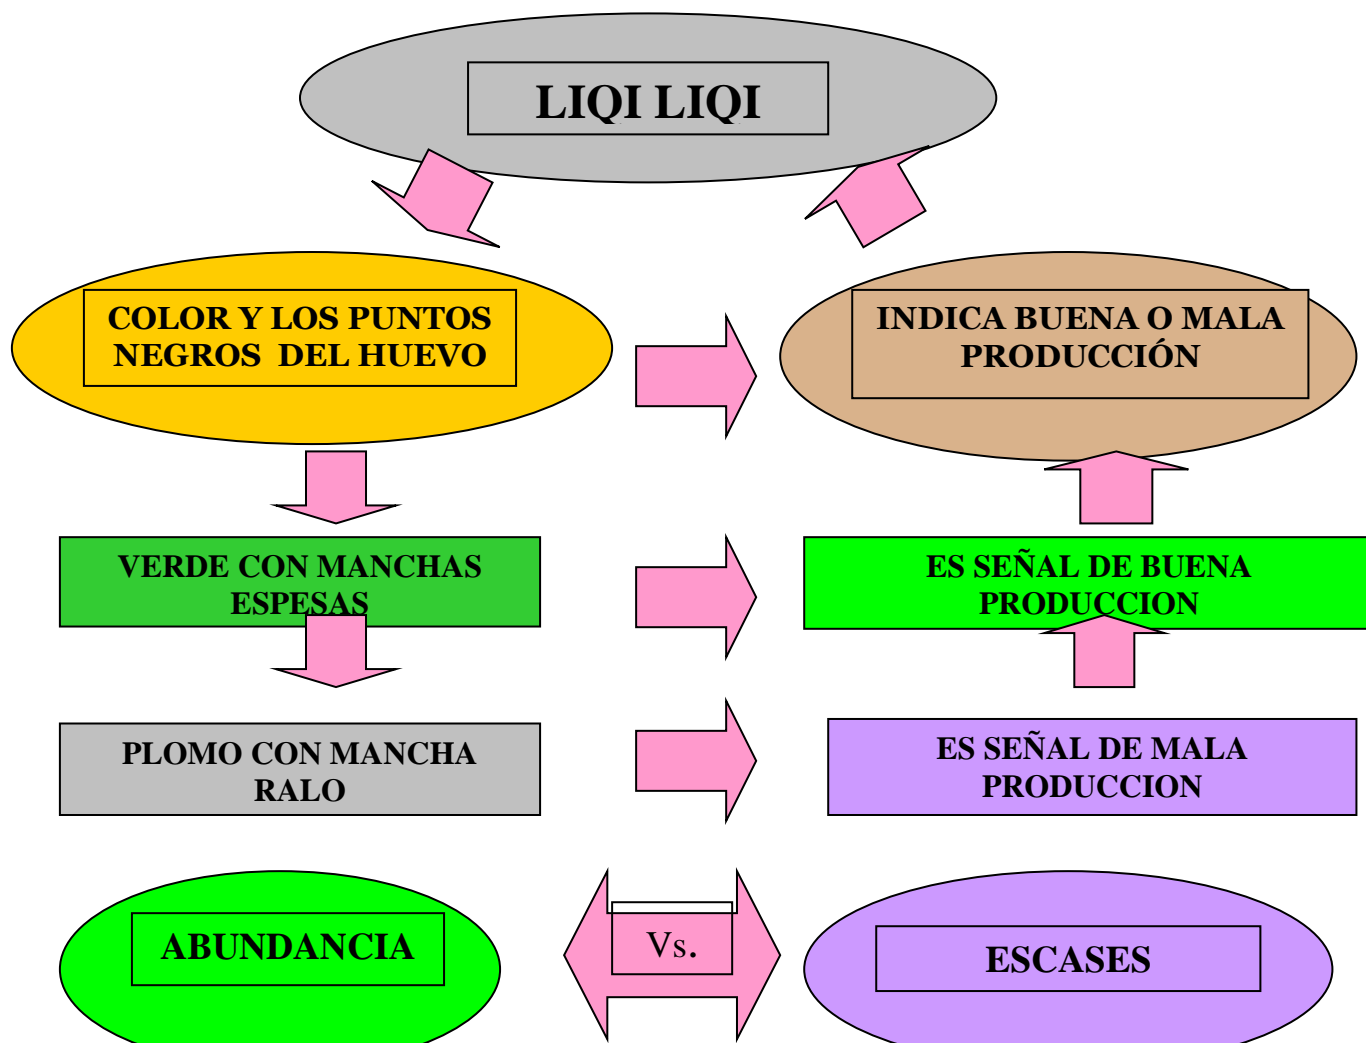 LIQI LIQI
COLOR Y LOS PUNTOS
NEGROS DEL HUEVO
INDICA BUENA O MALA
PRODUCCIÓN
VERDE CON MANCHAS
ESPESAS
ES SEÑAL DE BUENA
PRODUCCION
PLOMO CON MANCHA
RALO
ES SEÑAL DE MALA
PRODUCCION
ABUNDANCIA
Vs.
ESCASES